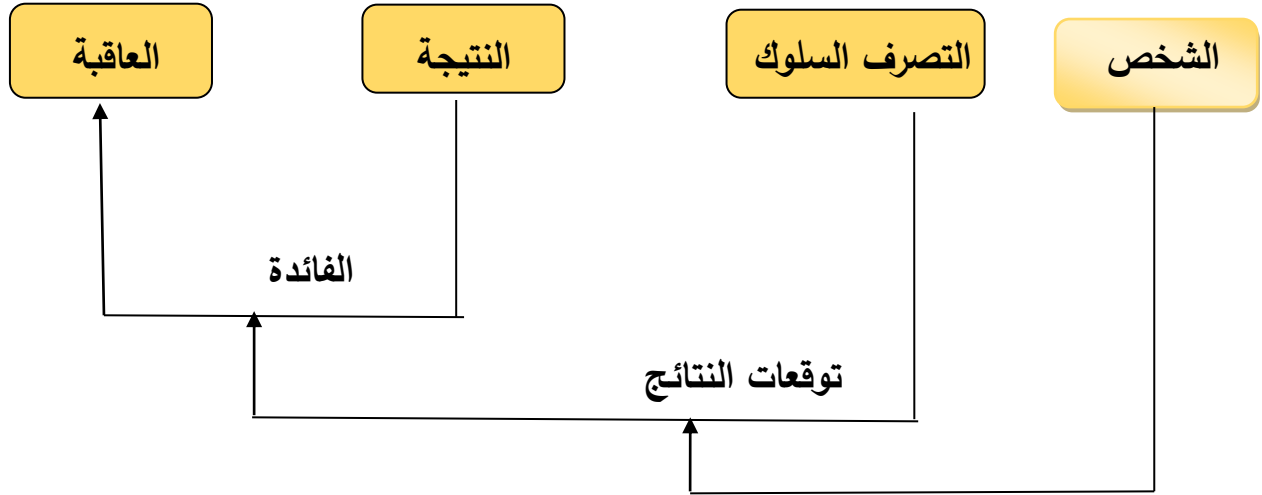 الشخص
التصرف السلوك
النتيجة
العاقبة
الفائدة
توقعات النتائج